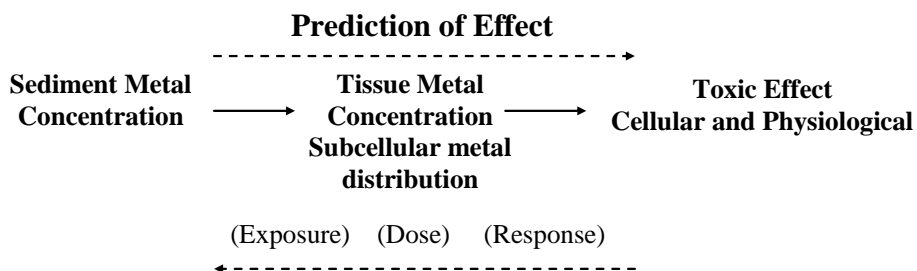 Prediction of Effect
Sediment Metal
Concentration
Tissue Metal
Concentration
Subcellular metal
distribution
Toxic Effect
Cellular and Physiological
(Exposure) (Dose) (Response)